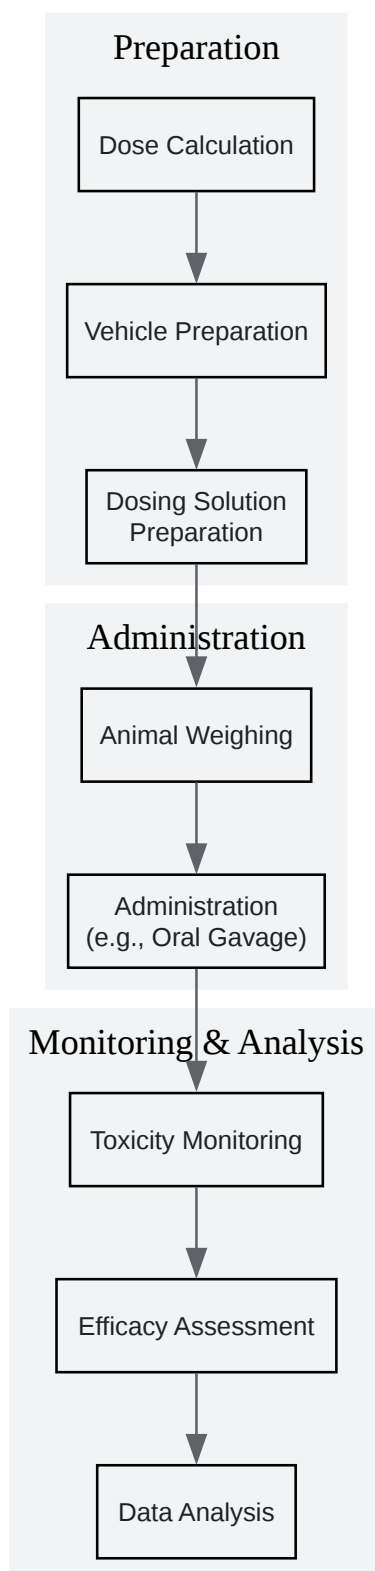 Preparation
Dose Calculation
Vehicle Preparation
Dosing Solution
Preparation
Administration
Animal Weighing
Administration
(e.g., Oral Gavage)
Monitoring & Analysis
Toxicity Monitoring
Efficacy Assessment
Data Analysis